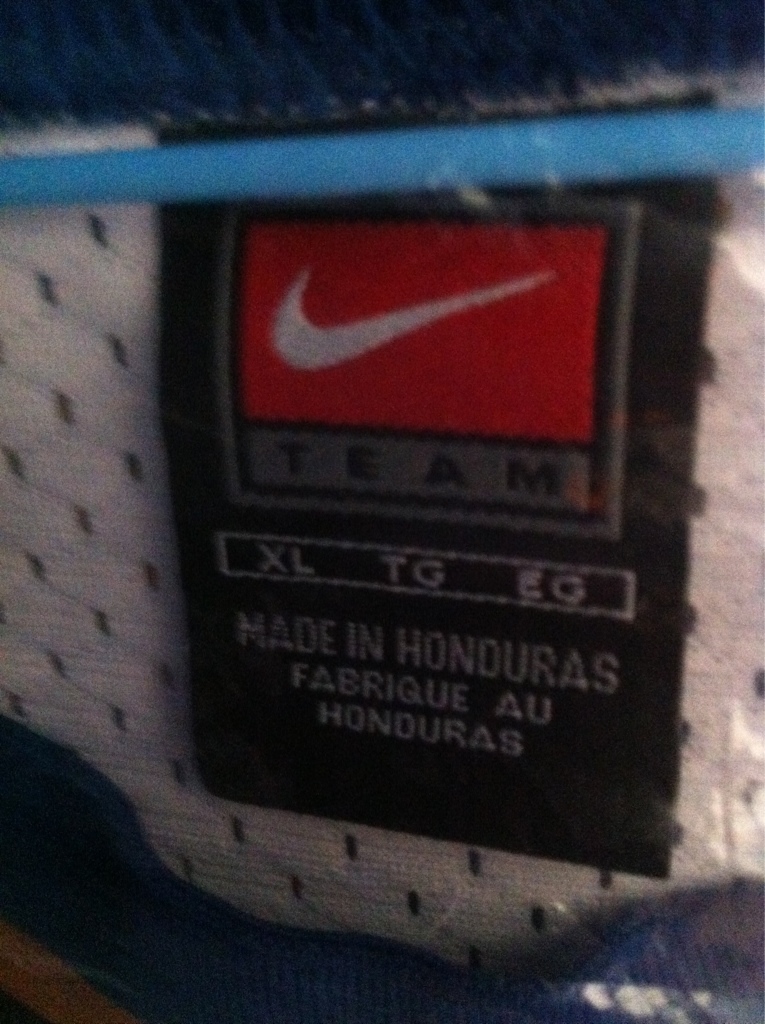 TEAM
XL TG EG
MADE IN HONDURAS
FABRIQUE AU
HONDURAS